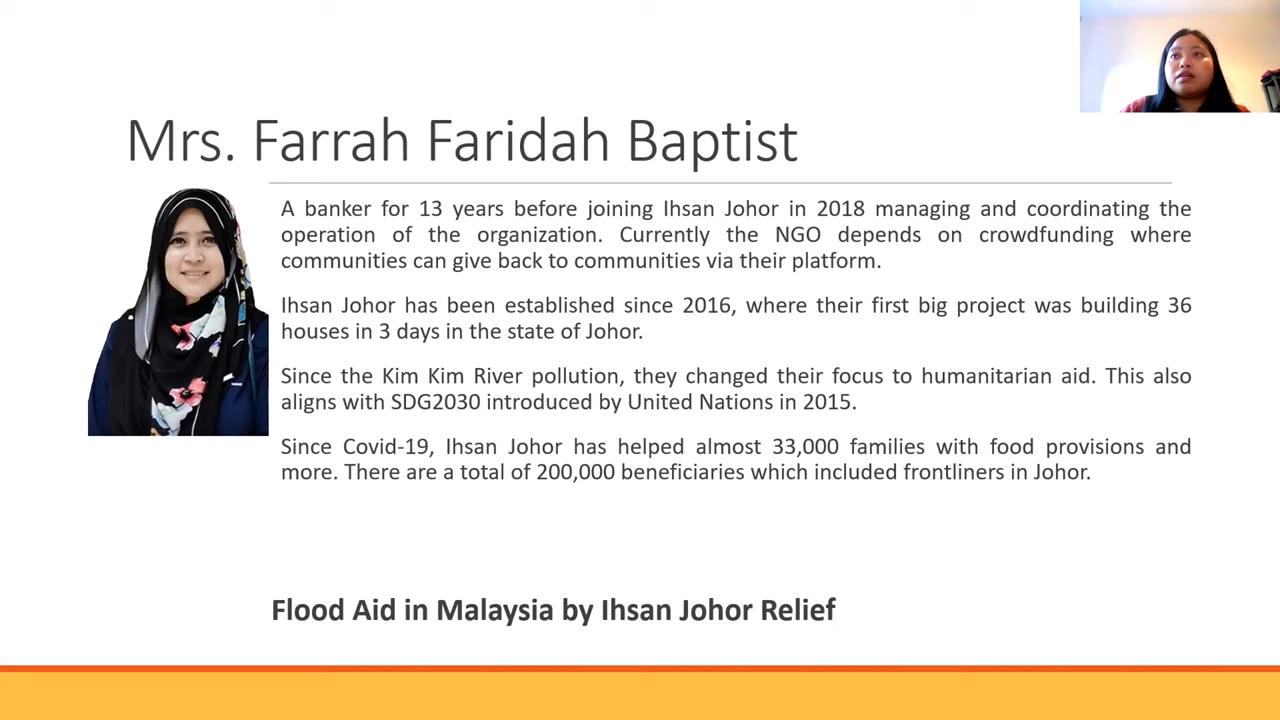 Mrs. Farrah Faridah Baptist
A banker for 13 years before joining Ihsan Johor in 2018 managing and coordinating the
operation of the organization. Currently the NGO depends on crowdfunding where
communities can give back to communities via their platform.
Ihsan Johor has been established since 2016, where their first big project was building 36
houses in 3 days in the state of Johor.
Since the Kim Kim River pollution, they changed their focus to humanitarian aid. This also
aligns with SDG2030 introduced by United Nations in 2015.
Since Covid-19, Ihsan Johor has helped almost 33,000 families with food provisions and
more. There are a total of 200,000 beneficiaries which included frontliners in Johor.
Flood Aid in Malaysia by Ihsan Johor Relief